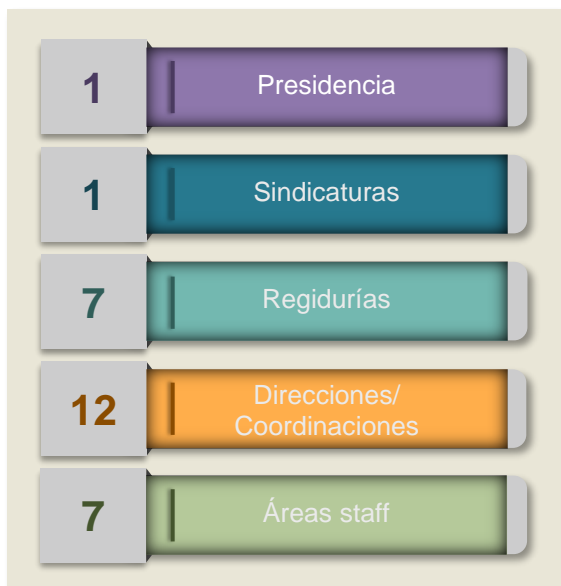 1
Presidencia
1
Sindicaturas
7
Regidurías
12
Direcciones/
Coordinaciones
7
Áreas staff